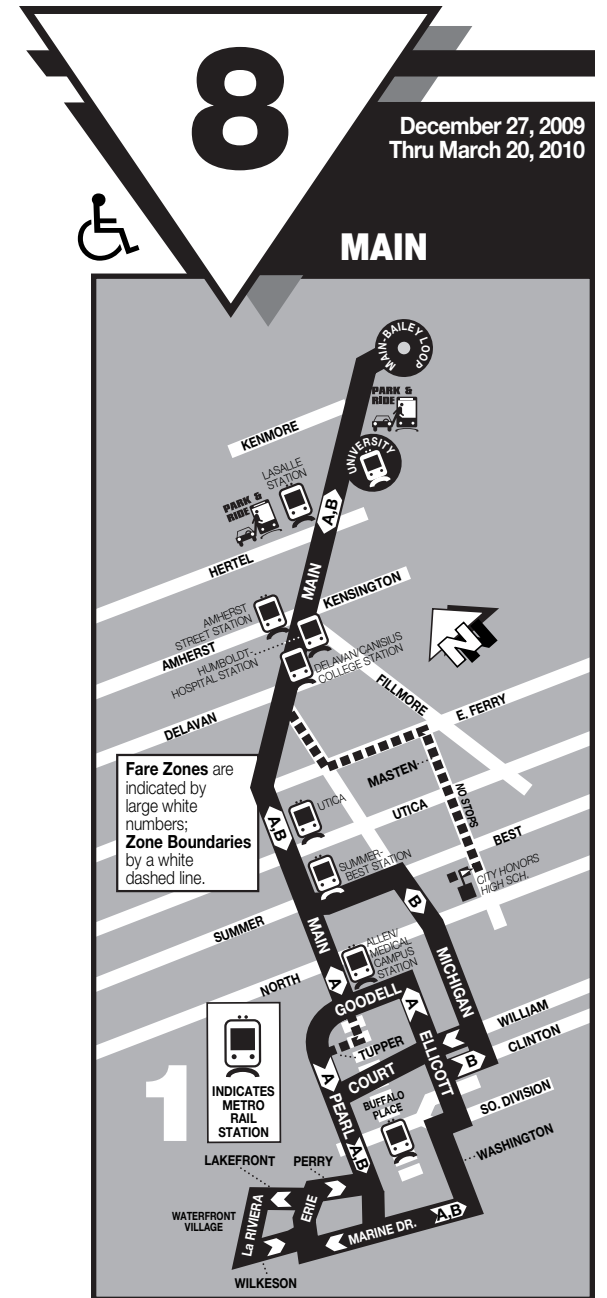 8
December 27, 2009
Thru March 20, 2010
MAIN
MAIN-BAILEY LOOP
PARK &
RIDE
KENMORE
UNIVERSITY
LASALLE
STATION
PARK &
RIDE
A,B
HERTEL
MAIN
KENSINGTON
AMHERST
STREET STATION
AMHERST
HUMBOLDT-
HOSPITAL STATION
DELAVAN/CANISIUS
COLLEGE STATION
N
FILLMORE
DELAVAN
E. FERRY
MASTEN
NO STOPS
Fare Zones are
indicated by
large white
numbers;
Zone Boundaries
by a white
dashed line.
A,B
UTICA
UTICA
BEST
SUMMER-
BEST STATION
CITY HONORS
HIGH SCH.
B
SUMMER
MAIN
ALLEN/
MEDICAL
CAMPUS
STATION
MICHIGAN
NORTH
A
GOODELL
A
WILLIAM
TUPPER
CLINTON
ELLICOTT
COURT
B
A
1
INDICATES
METRO
RAIL
STATION
PEARL
BUFFALO
PLACE
SO. DIVISION
A,B
WASHINGTON
LAKEFRONT
PERRY
WATERFRONT
VILLAGE
La RIVIERA
ERIE
MARINE DR.
A,B
WILKESON